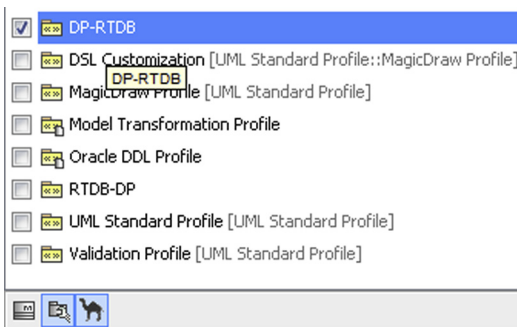 DP-RTDB
DSL Customization [UML Standard Profile::MagicDraw Profile]
DP-RTDB
MagicDraw Profile [UML Standard Profile]
Model Transformation Profile
Oracle DDL Profile
RTDB-DP
UML Standard Profile [UML Standard Profile]
Validation Profile [UML Standard Profile]